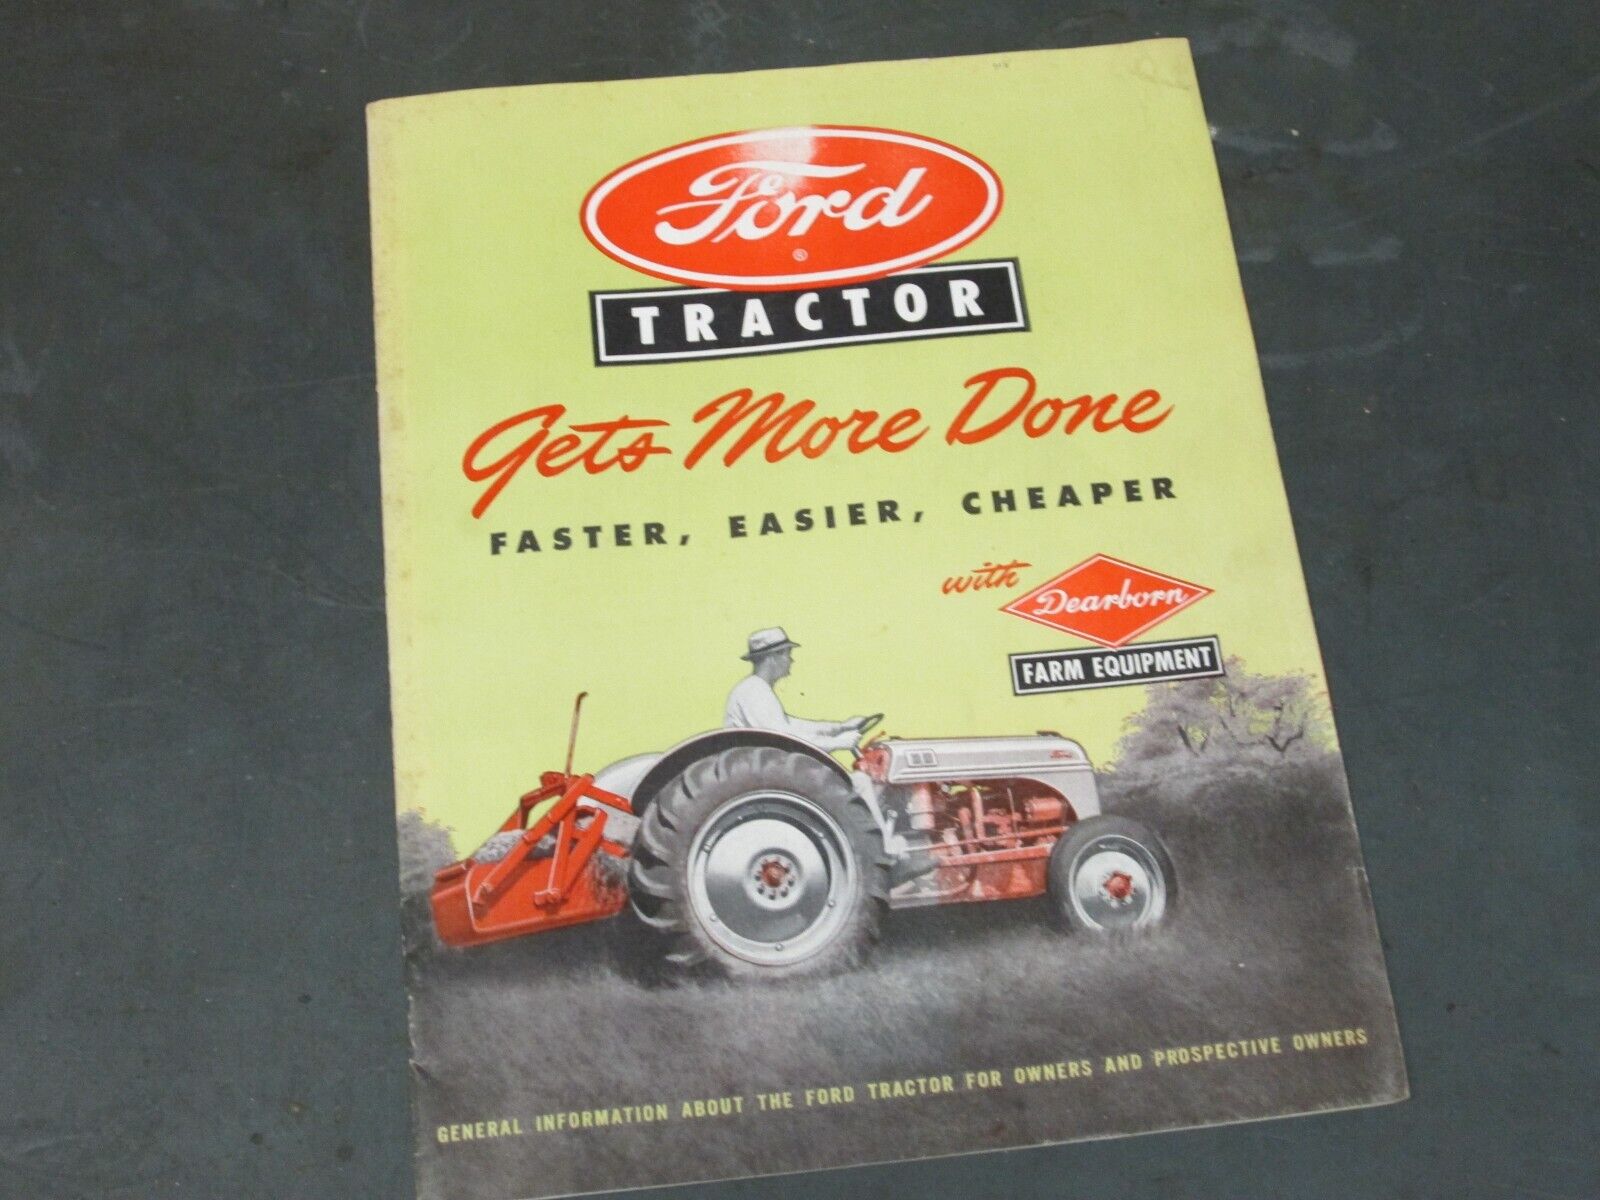 Ford
®
TRACTOR
Gets More Done
FASTER, EASIER, CHEAPER
with
Dearborn
FARM EQUIPMENT
Ford
GENERAL INFORMATION ABOUT THE FORD TRACTOR FOR OWNERS AND PROSPECTIVE OWNERS